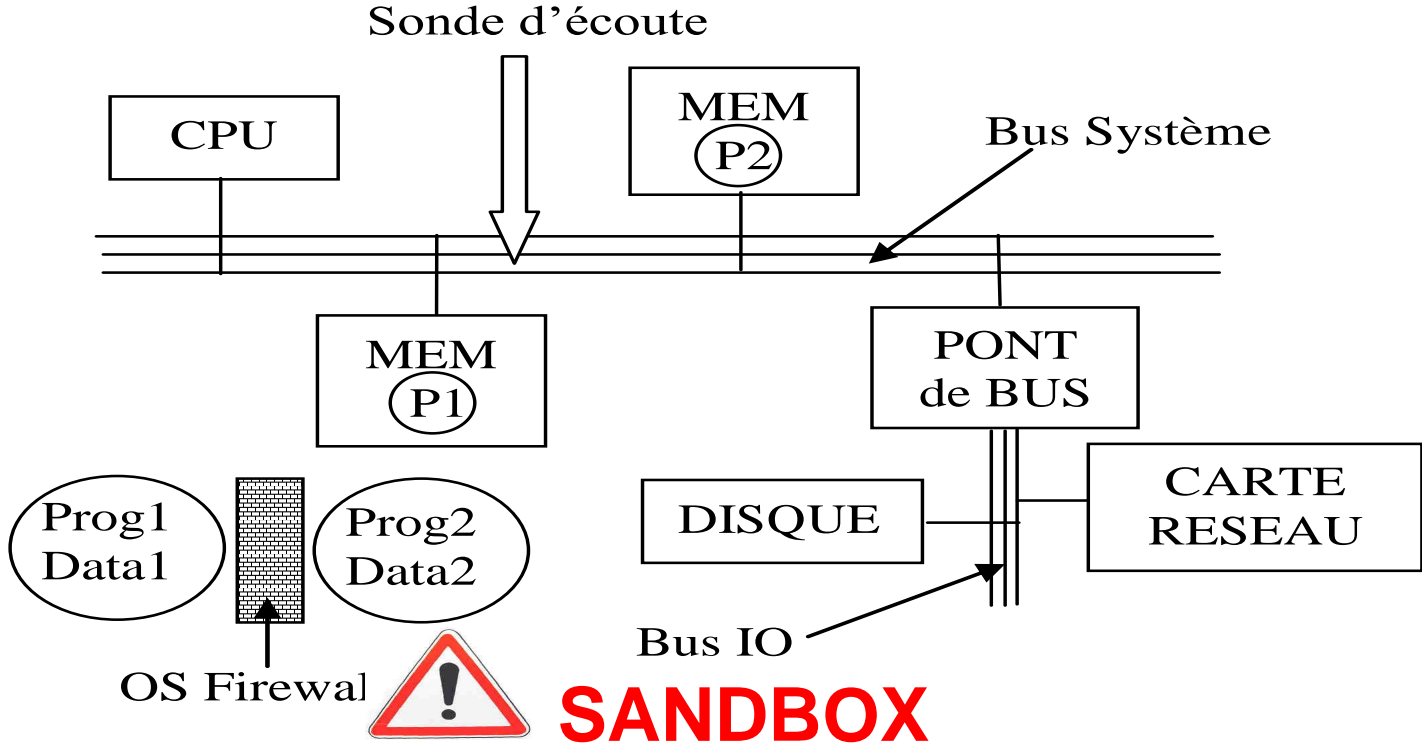 Sonde d'écoute
CPU
MEM
P2
Bus Système
MEM
P1
PONT
de BUS
Prog1
Data1
Prog2
Data2
DISQUE
CARTE
RESEAU
Bus IO
OS Firewal
SANDBOX